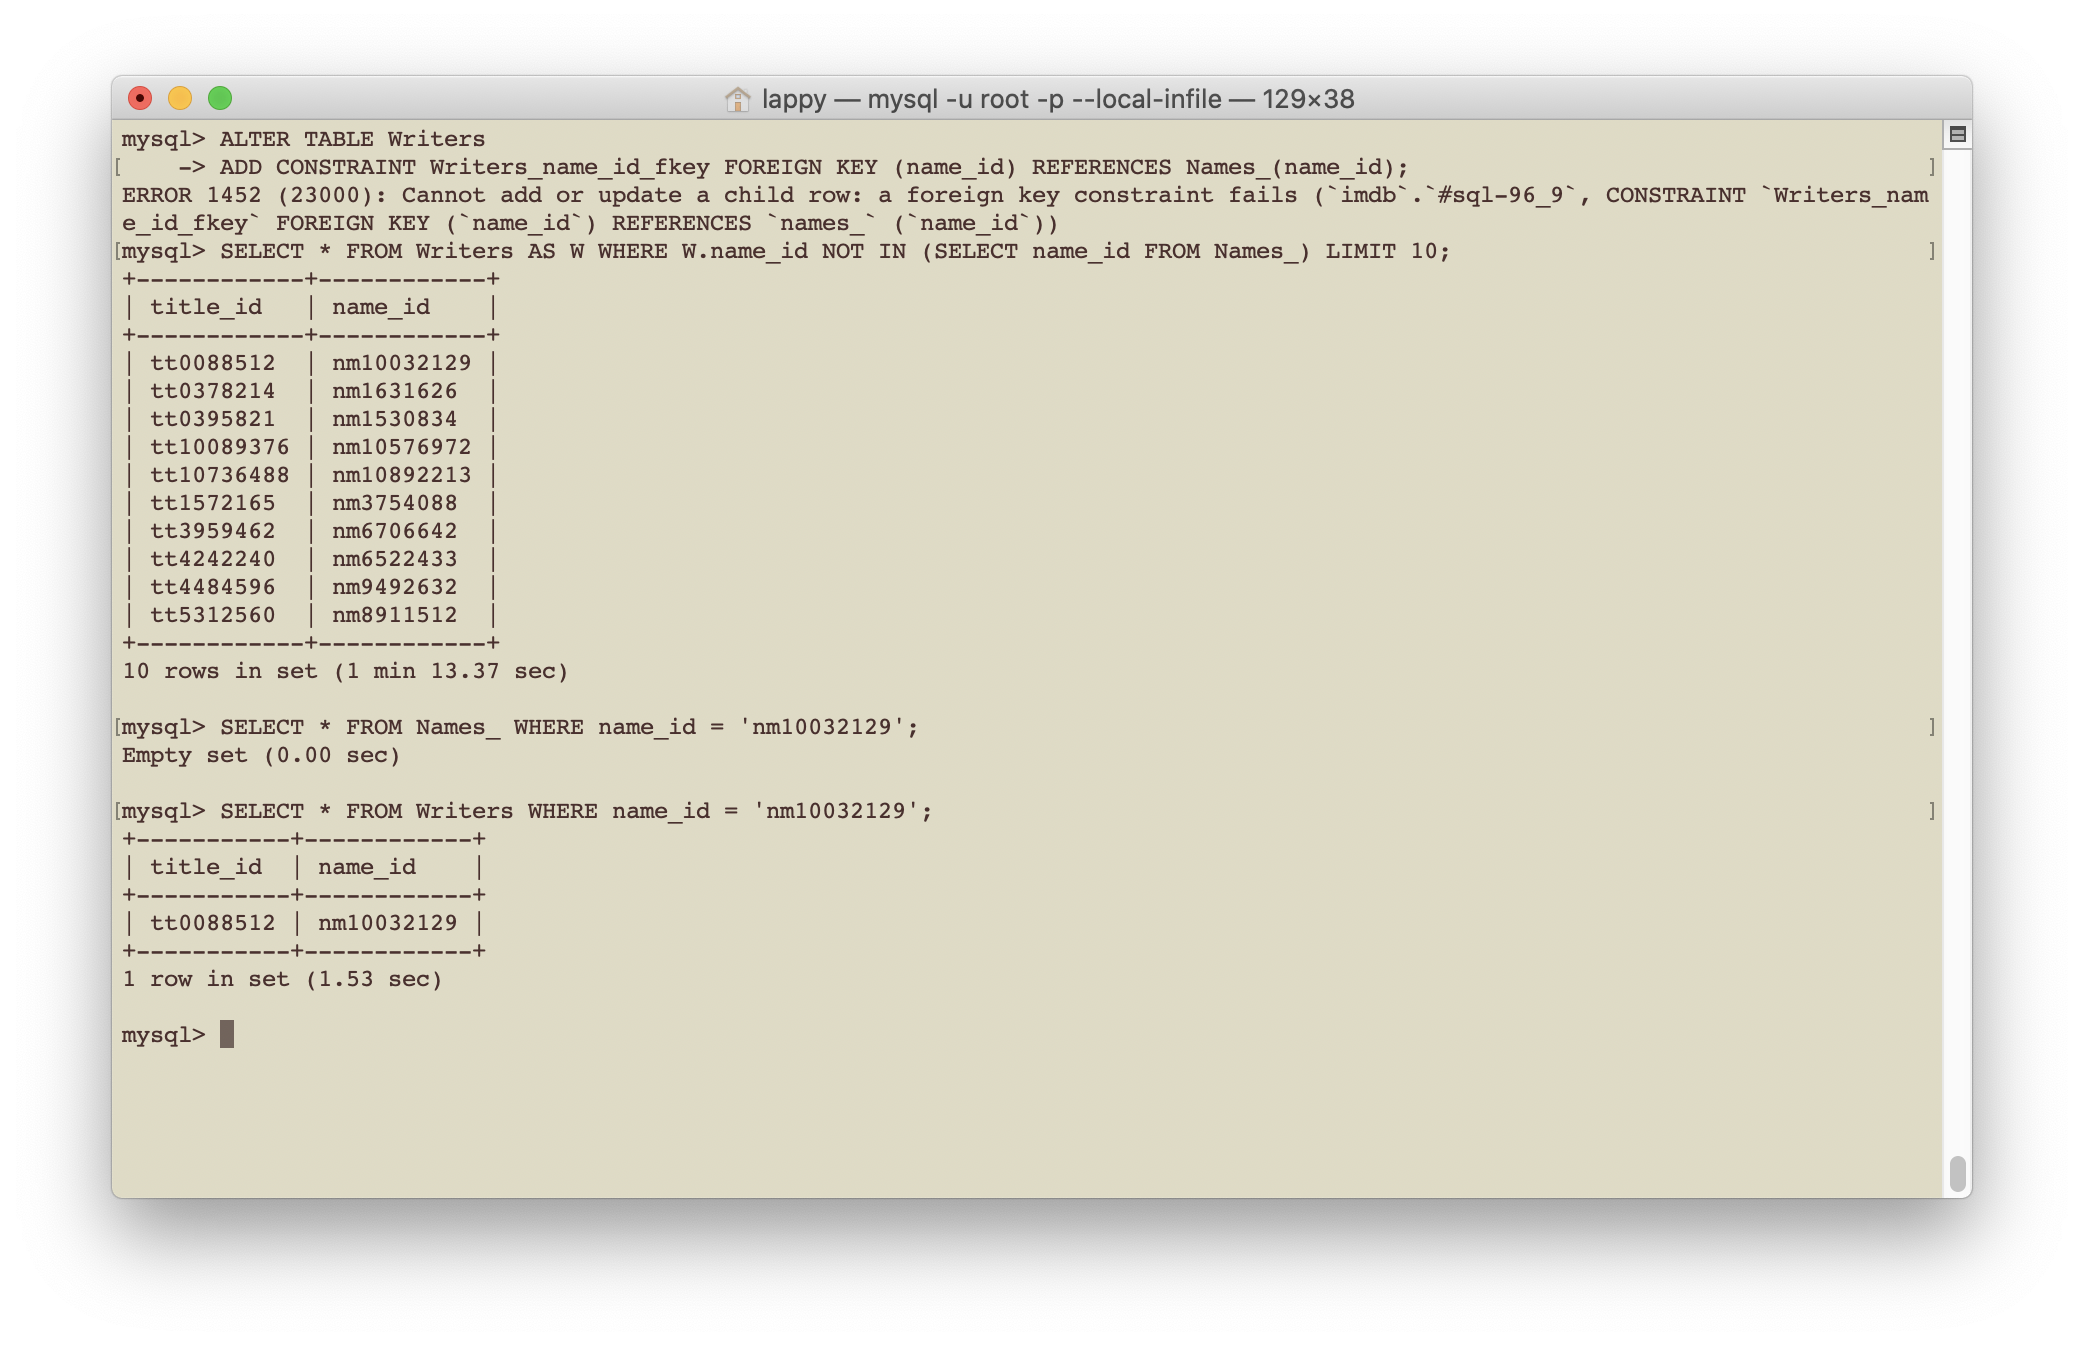 lappy — mysql -u root -p --local-infile — 129×38
mysql> ALTER TABLE Writers
[    -> ADD CONSTRAINT Writers_name_id_fkey FOREIGN KEY (name_id) REFERENCES Names_(name_id); ]
ERROR 1452 (23000): Cannot add or update a child row: a foreign key constraint fails (`imdb`.`#sql-96_9`, CONSTRAINT `Writers_nam
e_id_fkey` FOREIGN KEY (`name_id`) REFERENCES `names_` (`name_id`))
[mysql> SELECT * FROM Writers AS W WHERE W.name_id NOT IN (SELECT name_id FROM Names_) LIMIT 10; ]
+------------+------------+
| title_id   | name_id    |
+------------+------------+
| tt0088512  | nm10032129 |
| tt0378214  | nm1631626  |
| tt0395821  | nm1530834  |
| tt10089376 | nm10576972 |
| tt10736488 | nm10892213 |
| tt1572165  | nm3754088  |
| tt3959462  | nm6706642  |
| tt4242240  | nm6522433  |
| tt4484596  | nm9492632  |
| tt5312560  | nm8911512  |
+------------+------------+
10 rows in set (1 min 13.37 sec)

[mysql> SELECT * FROM Names_ WHERE name_id = 'nm10032129'; ]
Empty set (0.00 sec)

[mysql> SELECT * FROM Writers WHERE name_id = 'nm10032129'; ]
+-----------+------------+
| title_id  | name_id    |
+-----------+------------+
| tt0088512 | nm10032129 |
+-----------+------------+
1 row in set (1.53 sec)

mysql>